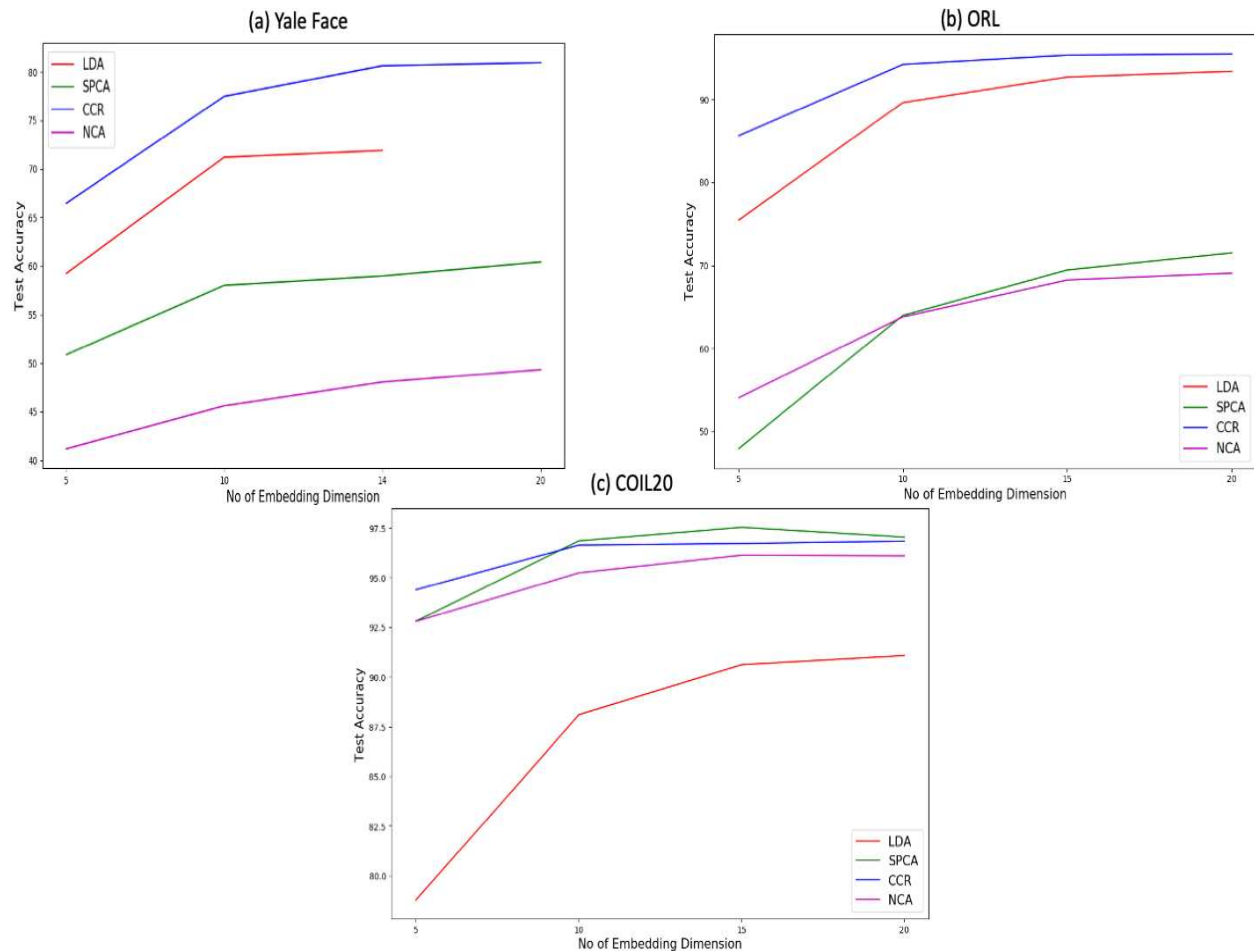 (a) Yale Face
LDA
SPCA
CCR
NCA
80
75
70
65
60
55
50
45
40
Test Accuracy
5
10
14
20
No of Embedding Dimension
(b) ORL
90
80
70
60
50
Test Accuracy
LDA
SPCA
CCR
NCA
5
10
15
20
No of Embedding Dimension
(c) COIL20
97.5
95.0
92.5
90.0
87.5
85.0
82.5
80.0
Test Accuracy
LDA
SPCA
CCR
NCA
5
10
15
20
No of Embedding Dimension